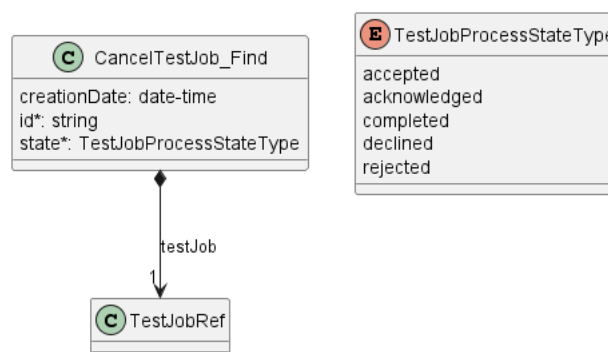 C CancelTestJob_Find
creationDate: date-time
id*: string
state*: TestJobProcessStateType
E TestJobProcessStateType
accepted
acknowledged
completed
declined
rejected
testJob
1
C TestJobRef